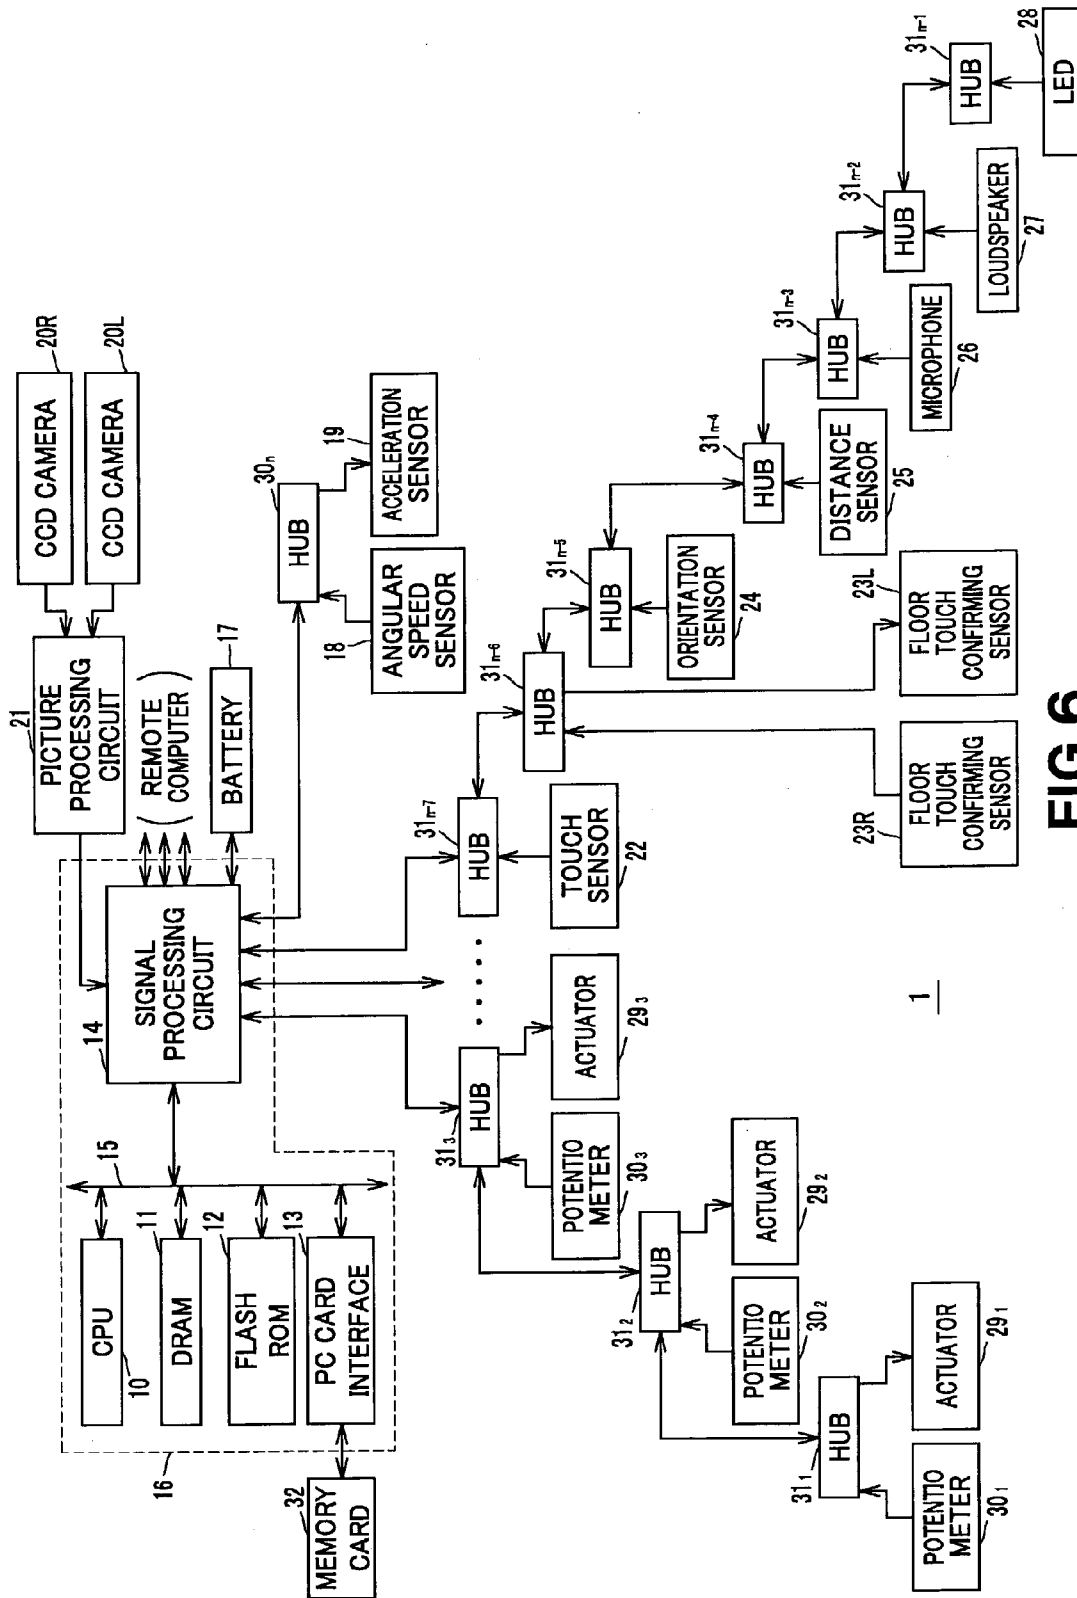 20R
CCD CAMERA
20L
CCD CAMERA
21
PICTURE
PROCESSING
CIRCUIT
(REMOTE
COMPUTER)
17
BATTERY
14
SIGNAL
PROCESSING
CIRCUIT
15
CPU
10
11
DRAM
12
FLASH
ROM
13
PC CARD
INTERFACE
16
32
MEMORY
CARD
30n
HUB
19
ACCELERATION
SENSOR
18
ANGULAR
SPEED
SENSOR
31n-1
HUB
28
LED
31n-2
HUB
LOUDSPEAKER
27
31n-3
HUB
MICROPHONE
26
31n-4
HUB
DISTANCE
SENSOR
25
31n-5
HUB
ORIENTATION
SENSOR
24
31n-6
HUB
23L
FLOOR
TOUCH
CONFIRMING
SENSOR
23R
FLOOR
TOUCH
CONFIRMING
SENSOR
31n-7
HUB
TOUCH
SENSOR
22
......
313
HUB
ACTUATOR
293
POTENTIO
METER
303
312
HUB
ACTUATOR
292
POTENTIO
METER
302
311
HUB
ACTUATOR
291
POTENTIO
METER
301
1
FIG.6